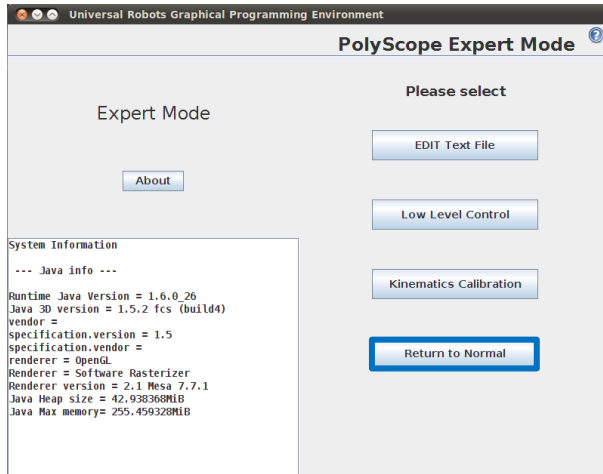 Universal Robots Graphical Programming Environment
PolyScope Expert Mode ?
Expert Mode
About
System Information
--- Java info ---
Runtime Java Version = 1.6.0_26
Java 3D version = 1.5.2 fcs (build4)
vendor =
specification.version = 1.5
specification.vendor =
renderer = OpenGL
Renderer = Software Rasterizer
Renderer version = 2.1 Mesa 7.7.1
Java Heap size = 42.938368MiB
Java Max memory= 255.459328MiB
Please select
EDIT Text File
Low Level Control
Kinematics Calibration
Return to Normal